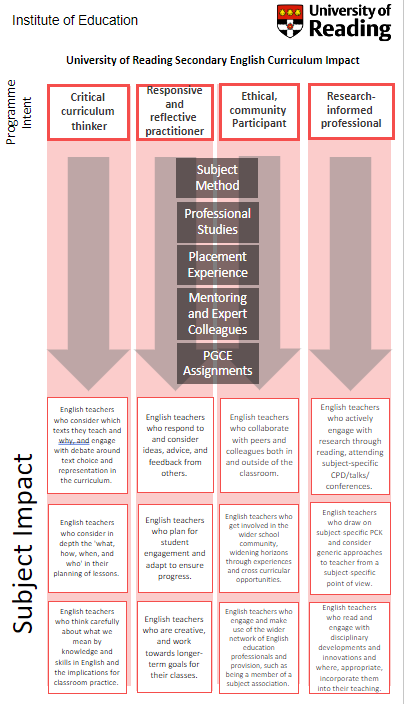 Institute of Education
University of
Reading
University of Reading Secondary English Curriculum Impact
Programme
Intent
Critical
curriculum
thinker
Responsive
and
reflective
practitioner
Ethical,
community
Participant
Research-
informed
professional
Subject
Method
Professional
Studies
Placement
Experience
Mentoring
and Expert
Colleagues
PGCE
Assignments
Subject Impact
English teachers
who consider which
texts they teach and
why, and engage
with debate around
text choice and
representation in
the curriculum.
English teachers
who respond to
and consider
ideas, advice, and
feedback from
others.
English teachers
who collaborate
with peers and
colleagues both in
and outside of the
classroom.
English teachers
who actively
engage with
research through
reading, attending
subject-specific
CPD/talks/
conferences.
English teachers
who consider in
depth the 'what,
how, when, and
who' in their
planning of lessons.
English teachers
who plan for
student
engagement and
adapt to ensure
progress.
English teachers who
get involved in the
wider school
community,
widening horizons
through experiences
and cross curricular
opportunities.
English teachers
who draw on
subject-specific PCK
and consider
generic approaches
to teacher from a
subject specific
point of view.
English teachers
who think carefully
about what we
mean by
knowledge and
skills in English and
the implications for
classroom practice.
English teachers
who are creative,
and work
towards longer-
term goals for
their classes.
English teachers who
engage and make
use of the wider
network of English
education
professionals and
provision, such as
being a member of a
subject association.
English teachers
who read and
engage with
disciplinary
developments and
innovations and
where, appropriate,
incorporate them
into their teaching.